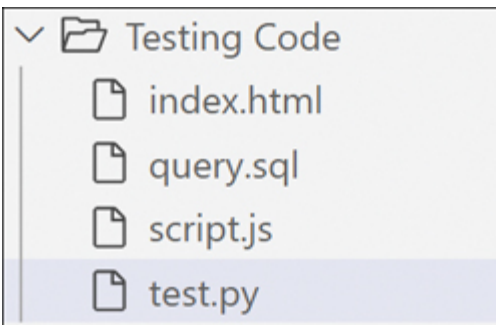 Testing Code
index.html
query.sql
script.js
test.py